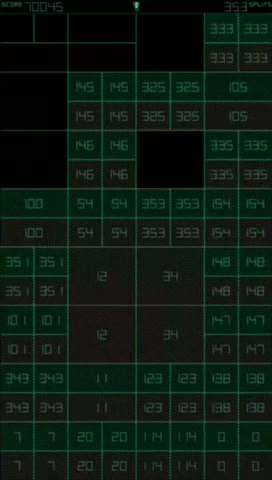 SCORE 70045 353 SPLITS
333 333
333 333
145 145 325 325 105
145 145 325 325 105
146 146 335 335
146 146 335 335
100 54 54 353 353 154 154
100 54 54 353 353 154 154
351 351 12 34 148 148
351 351 148 148
101 101 12 34 147 147
101 101 147 147
343 343 11 123 123 138 138
343 343 11 123 123 138 138
7 7 20 20 114 114 0 0
7 7 20 20 114 114 0 0